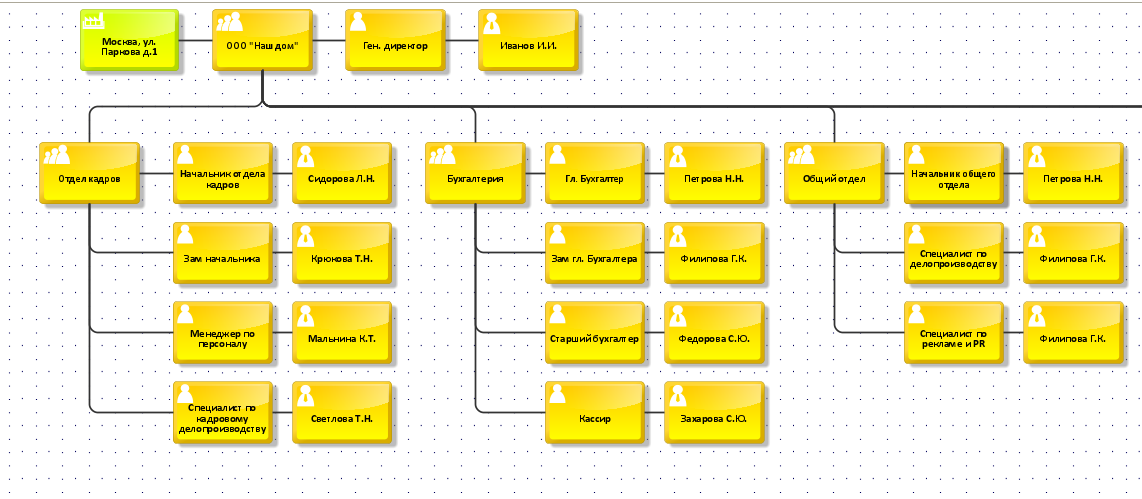 Москва, ул.
Паркова д.1
ООО "Наш дом"
Ген. директор
Иванов И.И.
Отдел кадров
Начальник отдела
кадров
Сидорова Л.Н.
Бухгалтерия
Гл. Бухгалтер
Петрова Н.Н.
Общий отдел
Начальник общего
отдела
Петрова Н.Н.
Зам начальника
Крюкова Т.Н.
Зам гл. Бухгалтера
Филипова Г.К.
Специалист по
делопроизводству
Филипова Г.К.
Менеджер по
персоналу
Мальнина К.Т.
Старший бухгалтер
Федорова С.Ю.
Специалист по
рекламе и PR
Филипова Г.К.
Специалист по
кадровому
делопроизводству
Светлова Т.Н.
Кассир
Захарова С.Ю.